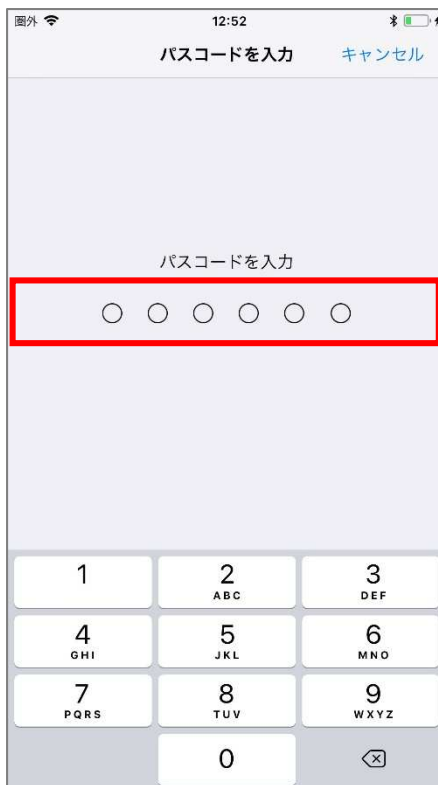 圏外 12:52
パスコードを入力 キャンセル
パスコードを入力
1 2 3
ABC DEF
4 5 6
GHI JKL MNO
7 8 9
PQRS TUV WXYZ
0